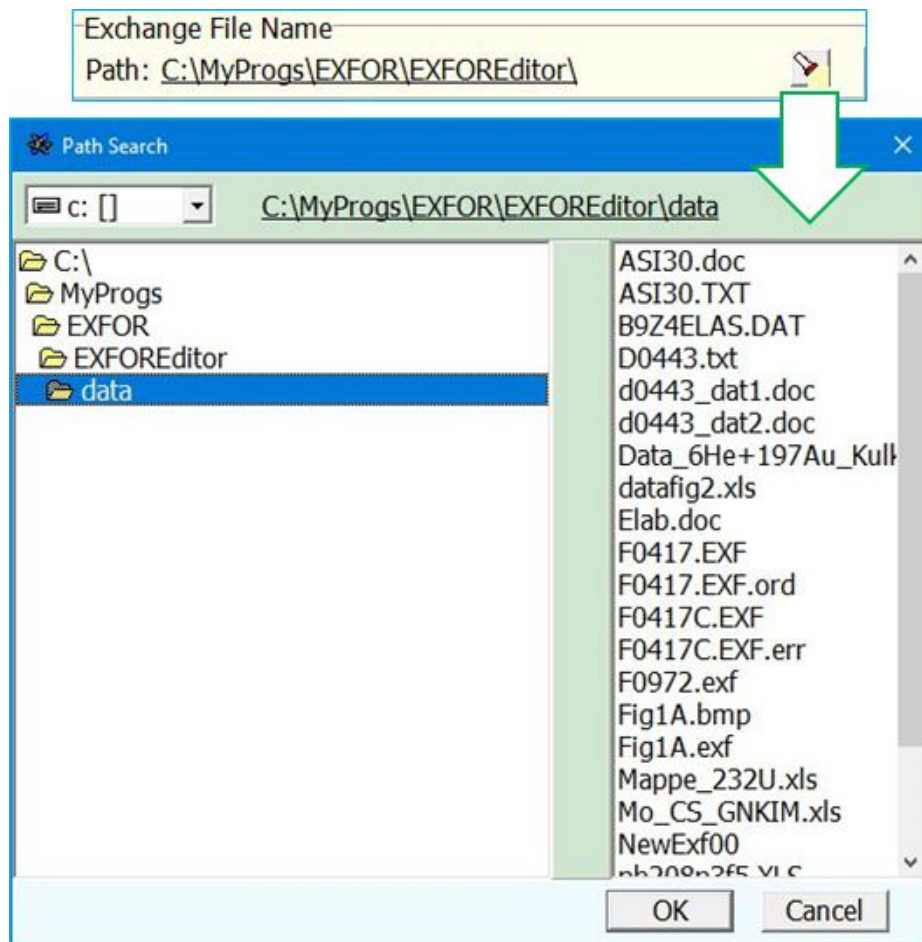 Exchange File Name
Path: C:\MyProgs\EXFOR\EXFOREditor\
Path Search
c: []
C:\MyProgs\EXFOR\EXFOREditor\data
C:\
MyProgs
EXFOR
EXFOREditor
data
ASI30.doc
ASI30.TXT
B9Z4ELAS.DAT
D0443.txt
d0443_dat1.doc
d0443_dat2.doc
Data_6He+197Au_Kul
datafig2.xls
Elab.doc
F0417.EXF
F0417.EXF.ord
F0417C.EXF
F0417C.EXF.err
F0972.exf
Fig1A.bmp
Fig1A.exf
Mappe_232U.xls
Mo_CS_GNKIM.xls
NewExf00
OK
Cancel